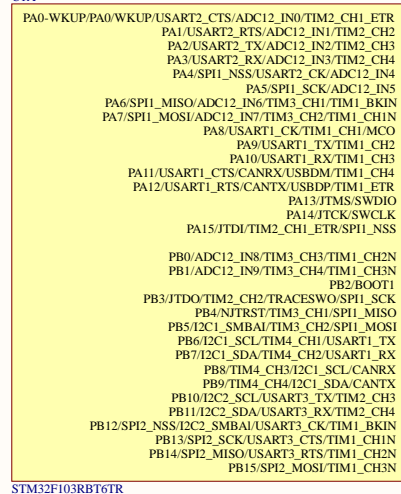 PA0-WKUP/PA0/WKUP/USART2_CTS/ADC12_IN0/TIM2_CH1_ETR
PA1/USART2_RTS/ADC12_IN1/TIM2_CH2
PA2/USART2_TX/ADC12_IN2/TIM2_CH3
PA3/USART2_RX/ADC12_IN3/TIM2_CH4
PA4/SPI1_NSS/USART2_CK/ADC12_IN4
PA5/SPI1_SCK/ADC12_IN5
PA6/SPI1_MISO/ADC12_IN6/TIM3_CH1/TIM1_BKIN
PA7/SPI1_MOSI/ADC12_IN7/TIM3_CH2/TIM1_CH1N
PA8/USART1_CK/TIM1_CH1/MCO
PA9/USART1_TX/TIM1_CH2
PA10/USART1_RX/TIM1_CH3
PA11/USART1_CTS/CANRX/USBDM/TIM1_CH4
PA12/USART1_RTS/CANTX/USBDP/TIM1_ETR
PA13/JTMS/SWDIO
PA14/JTCK/SWCLK
PA15/JTDI/TIM2_CH1_ETR/SPI1_NSS
PB0/ADC12_IN8/TIM3_CH3/TIM1_CH2N
PB1/ADC12_IN9/TIM3_CH4/TIM1_CH3N
PB2/BOOT1
PB3/JTDO/TIM2_CH2/TRACESWO/SPI1_SCK
PB4/NJTRST/TIM3_CH1/SPI1_MISO
PB5/I2C1_SMBAI/TIM3_CH2/SPI1_MOSI
PB6/I2C1_SCL/TIM4_CH1/USART1_TX
PB7/I2C1_SDA/TIM4_CH2/USART1_RX
PB8/TIM4_CH3/I2C1_SCL/CANRX
PB9/TIM4_CH4/I2C1_SDA/CANTX
PB10/I2C2_SCL/USART3_TX/TIM2_CH3
PB11/I2C2_SDA/USART3_RX/TIM2_CH4
PB12/SPI2_NSS/I2C2_SMBAl/USART3_CK/TIM1_BKIN
PB13/SPI2_SCK/USART3_CTS/TIM1_CH1N
PB14/SPI2_MISO/USART3_RTS/TIM1_CH2N
PB15/SPI2_MOSI/TIM1_CH3N
STM32F103RBT6TR